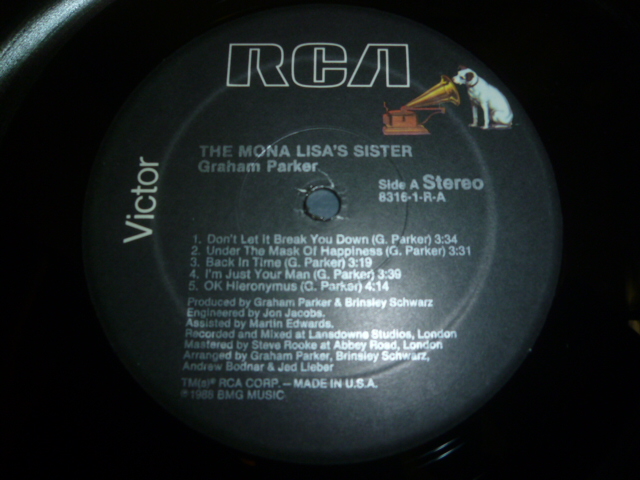 RCA
Victor
THE MONA LISA'S SISTER
Graham Parker
Side A Stereo
8316-1-R-A
1. Don't Let It Break You Down (G. Parker) 3:34
2. Under The Mask Of Happiness (G. Parker) 3:31
3. Back In Time (G. Parker) 3:19
4. I'm Just Your Man (G. Parker) 3:39
5. OK Hieronymus (G. Parker) 4:14
Produced by Graham Parker & Brinsley Schwarz
Engineered by Jon Jacobs.
Assisted by Martin Edwards.
Recorded and Mixed at Lansdowne Studios, London
Mastered by Steve Rooke at Abbey Road, London
Arranged by Graham Parker, Brinsley Schwarz,
Andrew Bodnar & Jed Lieber
TM(s)® RCA CORP. — MADE IN U.S.A.
℗ 1988 BMG MUSIC